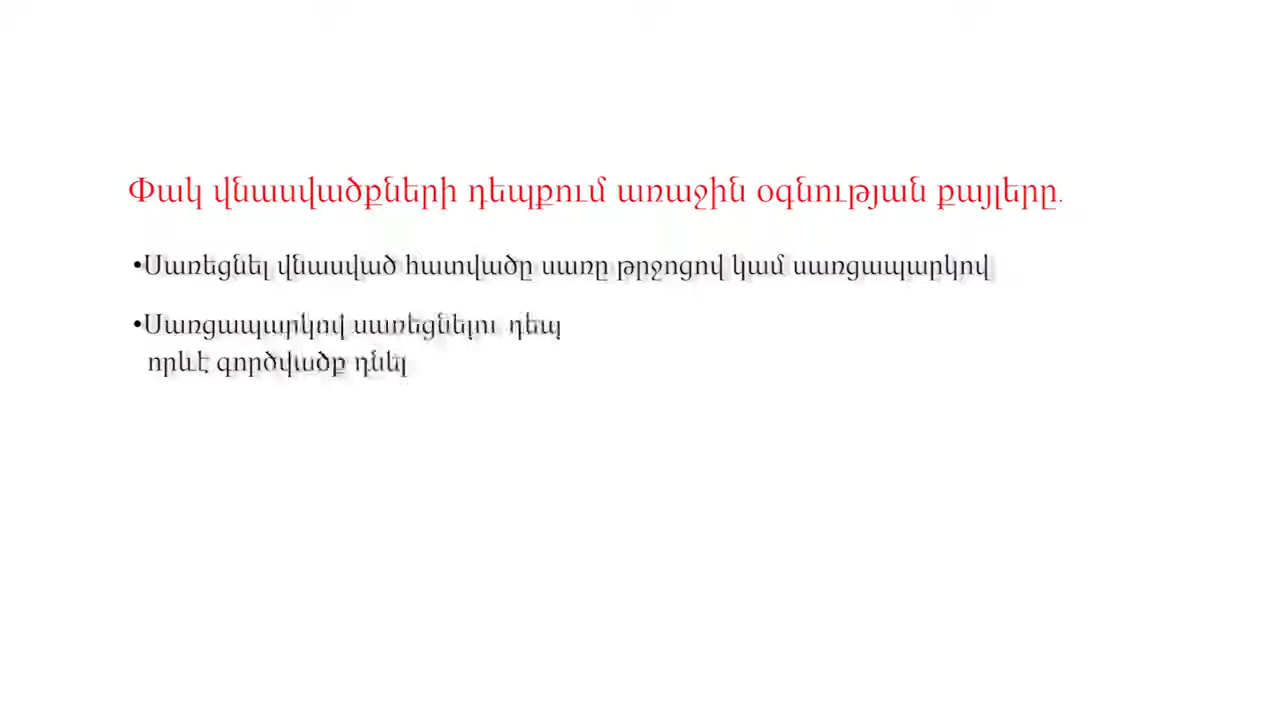 Փակ վնասվածքների դեպքում առաջին օգնության քայլերը.
•Սառեցնել վնասված հատվածը սառը թրջոցով կամ սառցապարկով
•Սառցապարկով սառեցնելու դեպ
որևէ գործվածք դնել